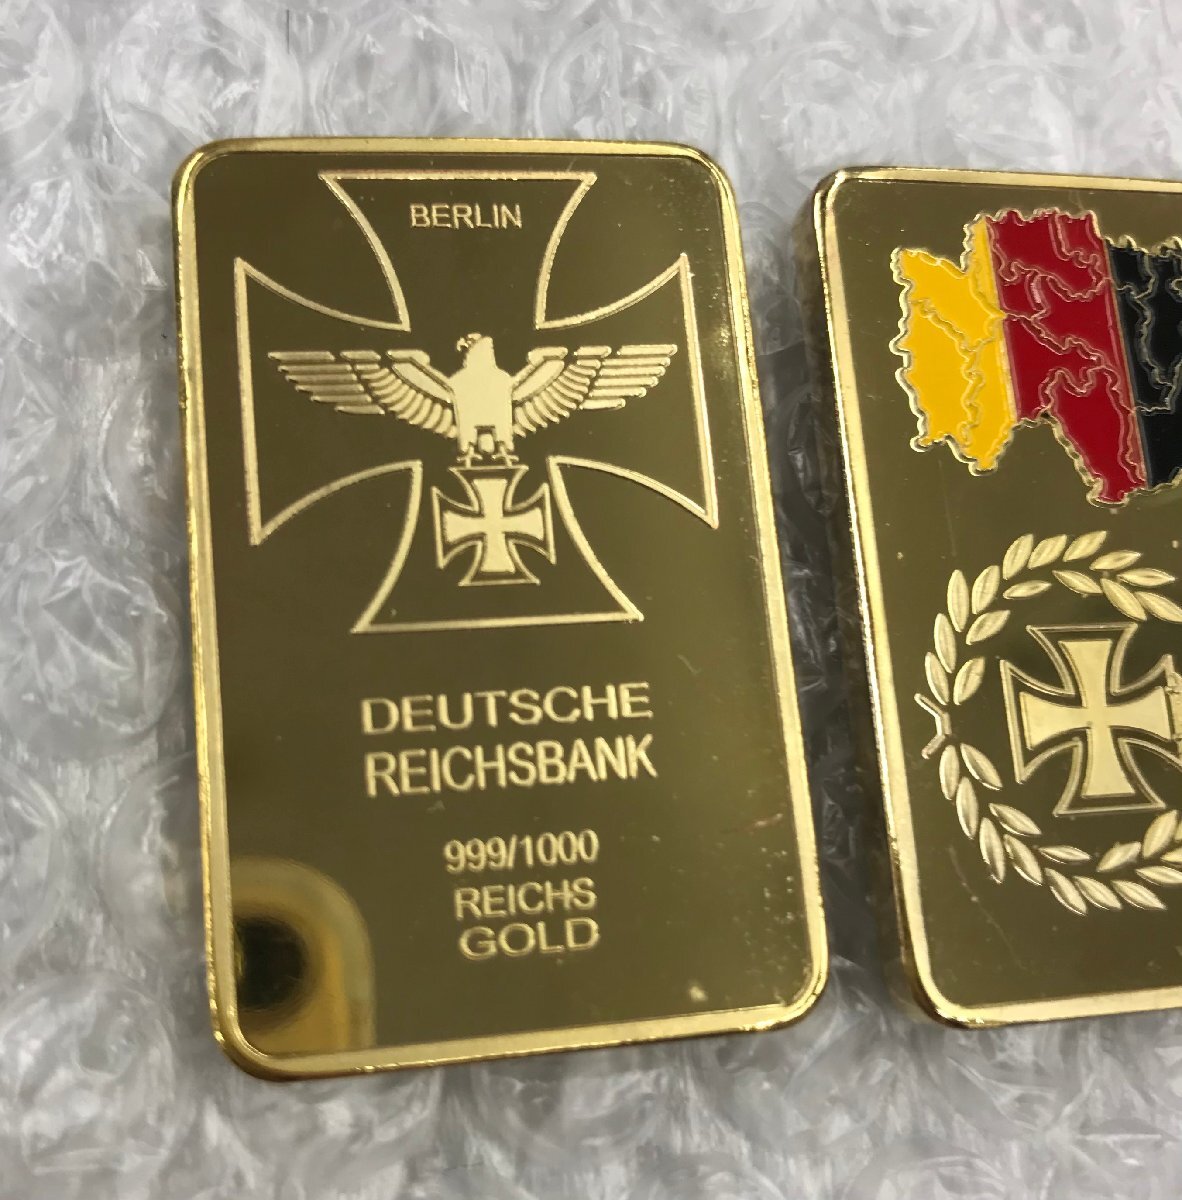 BERLIN
DEUTSCHE
REICHSBANK
999/1000
REICHS
GOLD